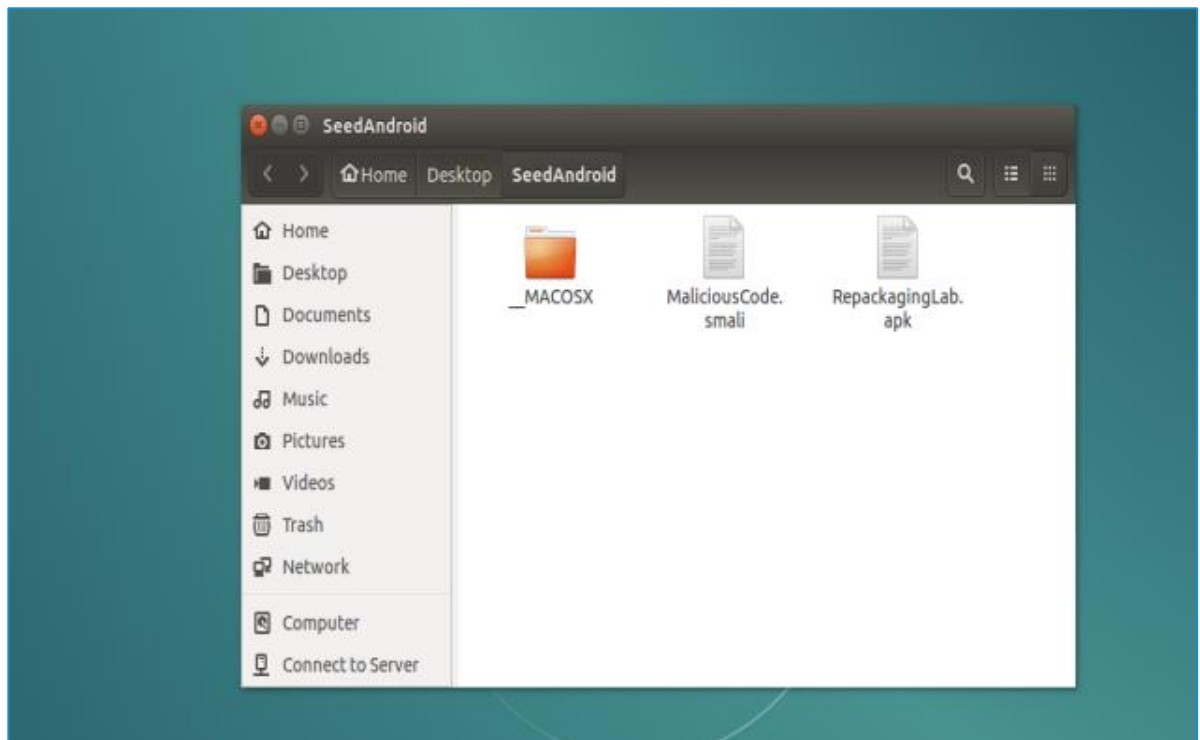 SeedAndroid
Home Desktop SeedAndroid
Home
Desktop
Documents
Downloads
Music
Pictures
Videos
Trash
Network
Computer
Connect to Server
__MACOSX
MaliciousCode.
smali
RepackagingLab.
apk